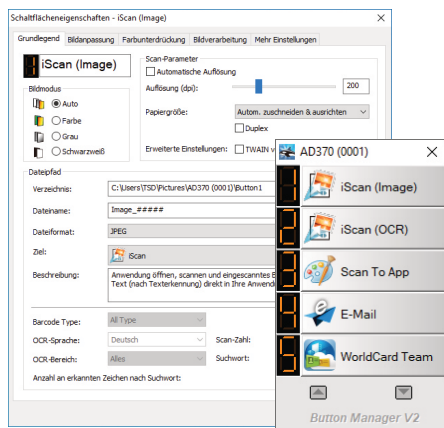 Schaltflächeneigenschaften - iScan (Image)
Grundlegend Bildanpassung Farbunterdrückung Bildverarbeitung Mehr Einstellungen
1 iScan (Image)
Scan-Parameter
Automatische Auflösung
Auflösung (dpi): 200
Papiergröße: Autom. zuschneiden & ausrichten
Duplex
Erweiterte Einstellungen: TWAIN
Bildmodus
Auto
Farbe
Grau
Schwarzweiß
Dateipfad
Verzeichnis: C:\Users\TSD\Pictures\AD370 (0001)\Button1
Dateiname: Image_#####
Dateiformat: JPEG
Ziel: iScan
Beschreibung: Anwendung öffnen, scannen und eingescanntes
Text (nach Texterkennung) direkt in Ihre
Barcode Type: All Type
OCR-Sprache: Deutsch Scan-Zahl:
OCR-Bereich: Alles Suchwort:
Anzahl an erkannten Zeichen nach Suchwort:
AD370 (0001)
1 iScan (Image)
2 iScan (OCR)
3 Scan To App
4 E-Mail
5 WorldCard Team
Button Manager V2